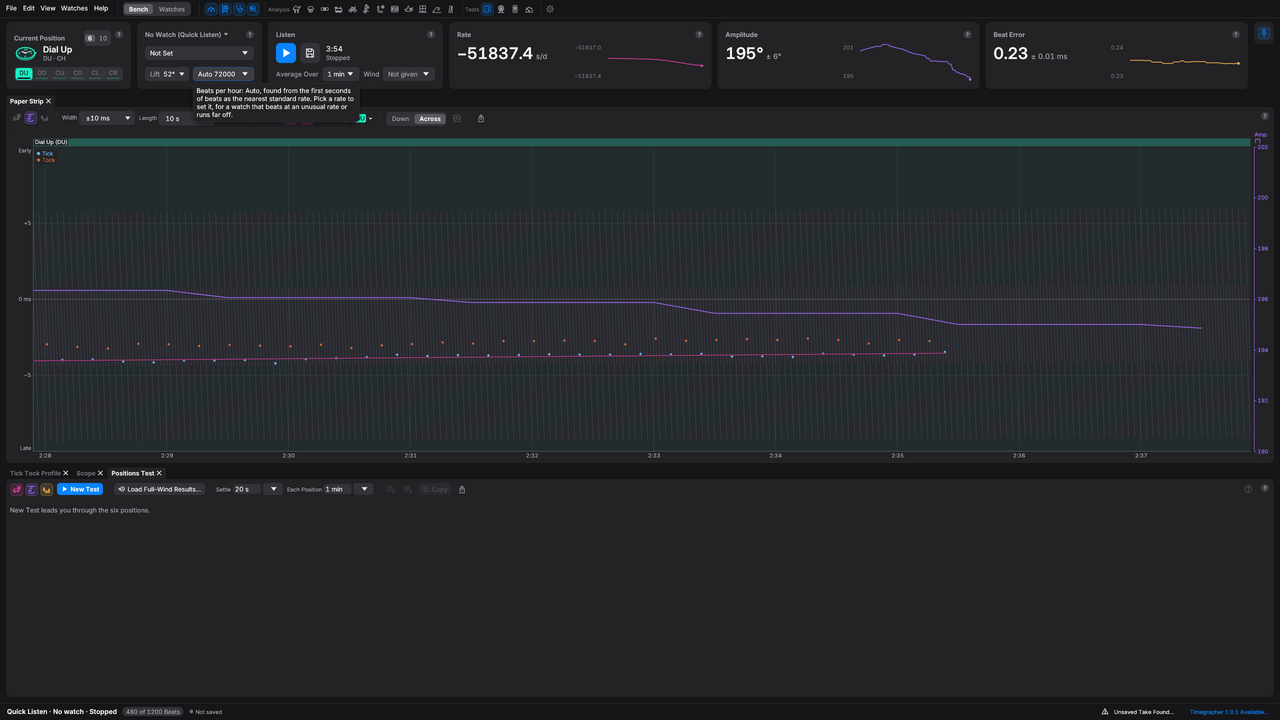 File Edit View Watches Help
Bench Watches
Analysis
Tests
Current Position 6 10 ?
Dial Up
DU · CH
DU DD CU CD CL CR
No Watch (Quick Listen) ?
Not Set
Lift 52° Auto 72000
Listen ?
3:54
Stopped
Average Over 1 min Wind Not given
Rate ?
−51837.4 s/d
−51837.0
−51837.4
Amplitude ?
195° ± 6°
201
195
Beat Error ?
0.23 ± 0.01 ms
0.24
0.23
Paper Strip
Beats per hour: Auto, found from the first seconds
of beats as the nearest standard rate. Pick a rate to
set it, for a watch that beats at an unusual rate or
runs far off.
Width ±10 ms Length 10 s Down Across ?
Dial Up (DU)
Tick
Tock
Early
+5
0 ms
−5
Late
Amp.
(°)
202
200
198
196
194
192
190
2:28 2:29 2:30 2:31 2:32 2:33 2:34 2:35 2:36 2:37
Tick Tock Profile Scope Positions Test
New Test Load Full-Wind Results... Settle 20 s Each Position 1 min Copy ?
New Test leads you through the six positions.
Quick Listen · No watch · Stopped 480 of 1200 Beats Not saved Unsaved Take Found... Timegrapher 1.0.1 Available...